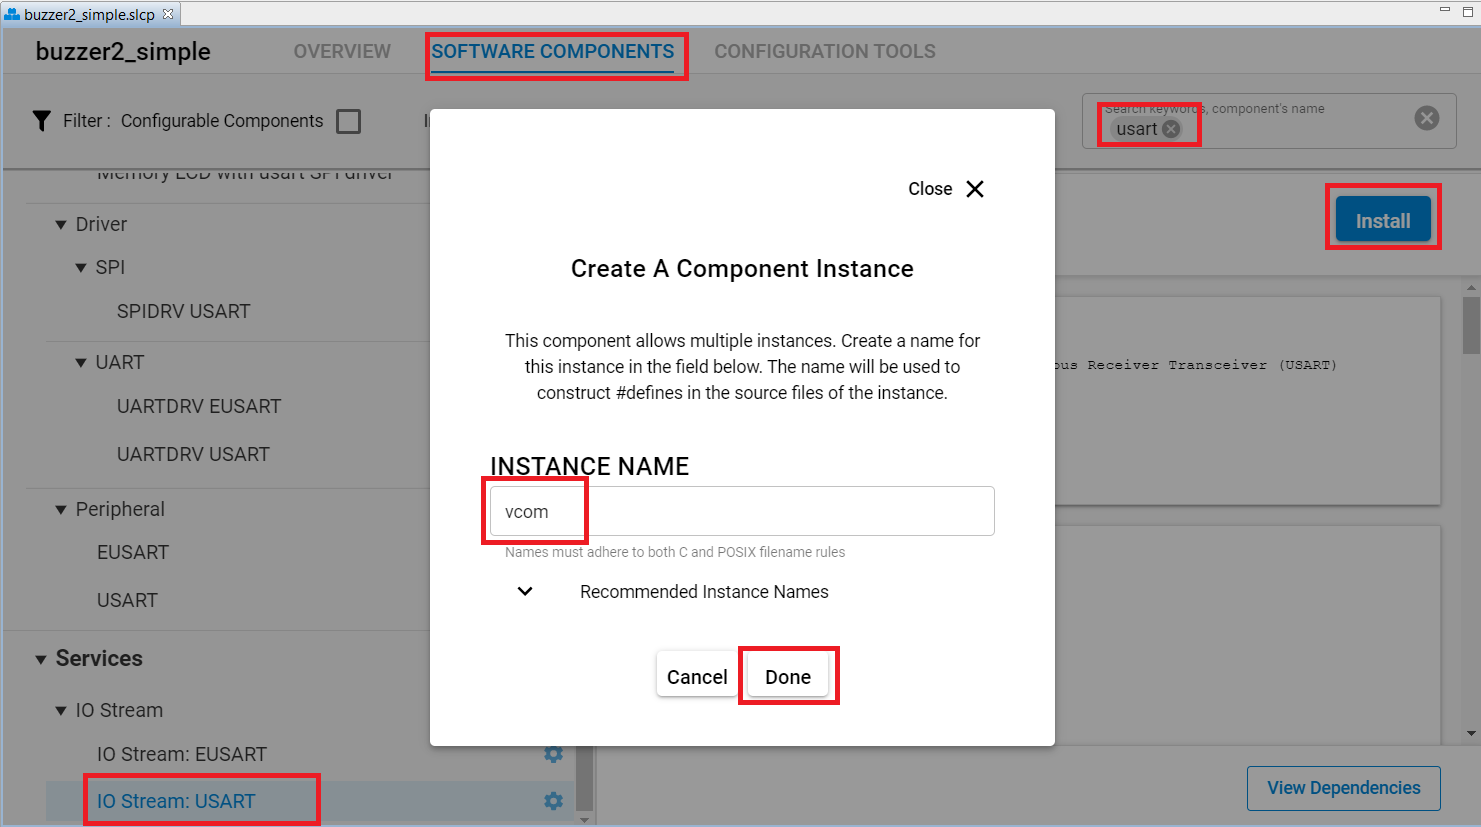 buzzer2_simple.slcp
buzzer2_simple
OVERVIEW
SOFTWARE COMPONENTS
CONFIGURATION TOOLS
Filter :
Configurable Components
Search keywords, component's name
usart
Memory LCD with usart SPI driver
Driver
SPI
SPIDRV USART
UART
UARTDRV EUSART
UARTDRV USART
Peripheral
EUSART
USART
Services
IO Stream
IO Stream: EUSART
IO Stream: USART
Close
Create A Component Instance
This component allows multiple instances. Create a name for
this instance in the field below. The name will be used to
construct #defines in the source files of the instance.
INSTANCE NAME
vcom
Names must adhere to both C and POSIX filename rules
Recommended Instance Names
Cancel
Done
Install
Receiver Transceiver (USART)
View Dependencies